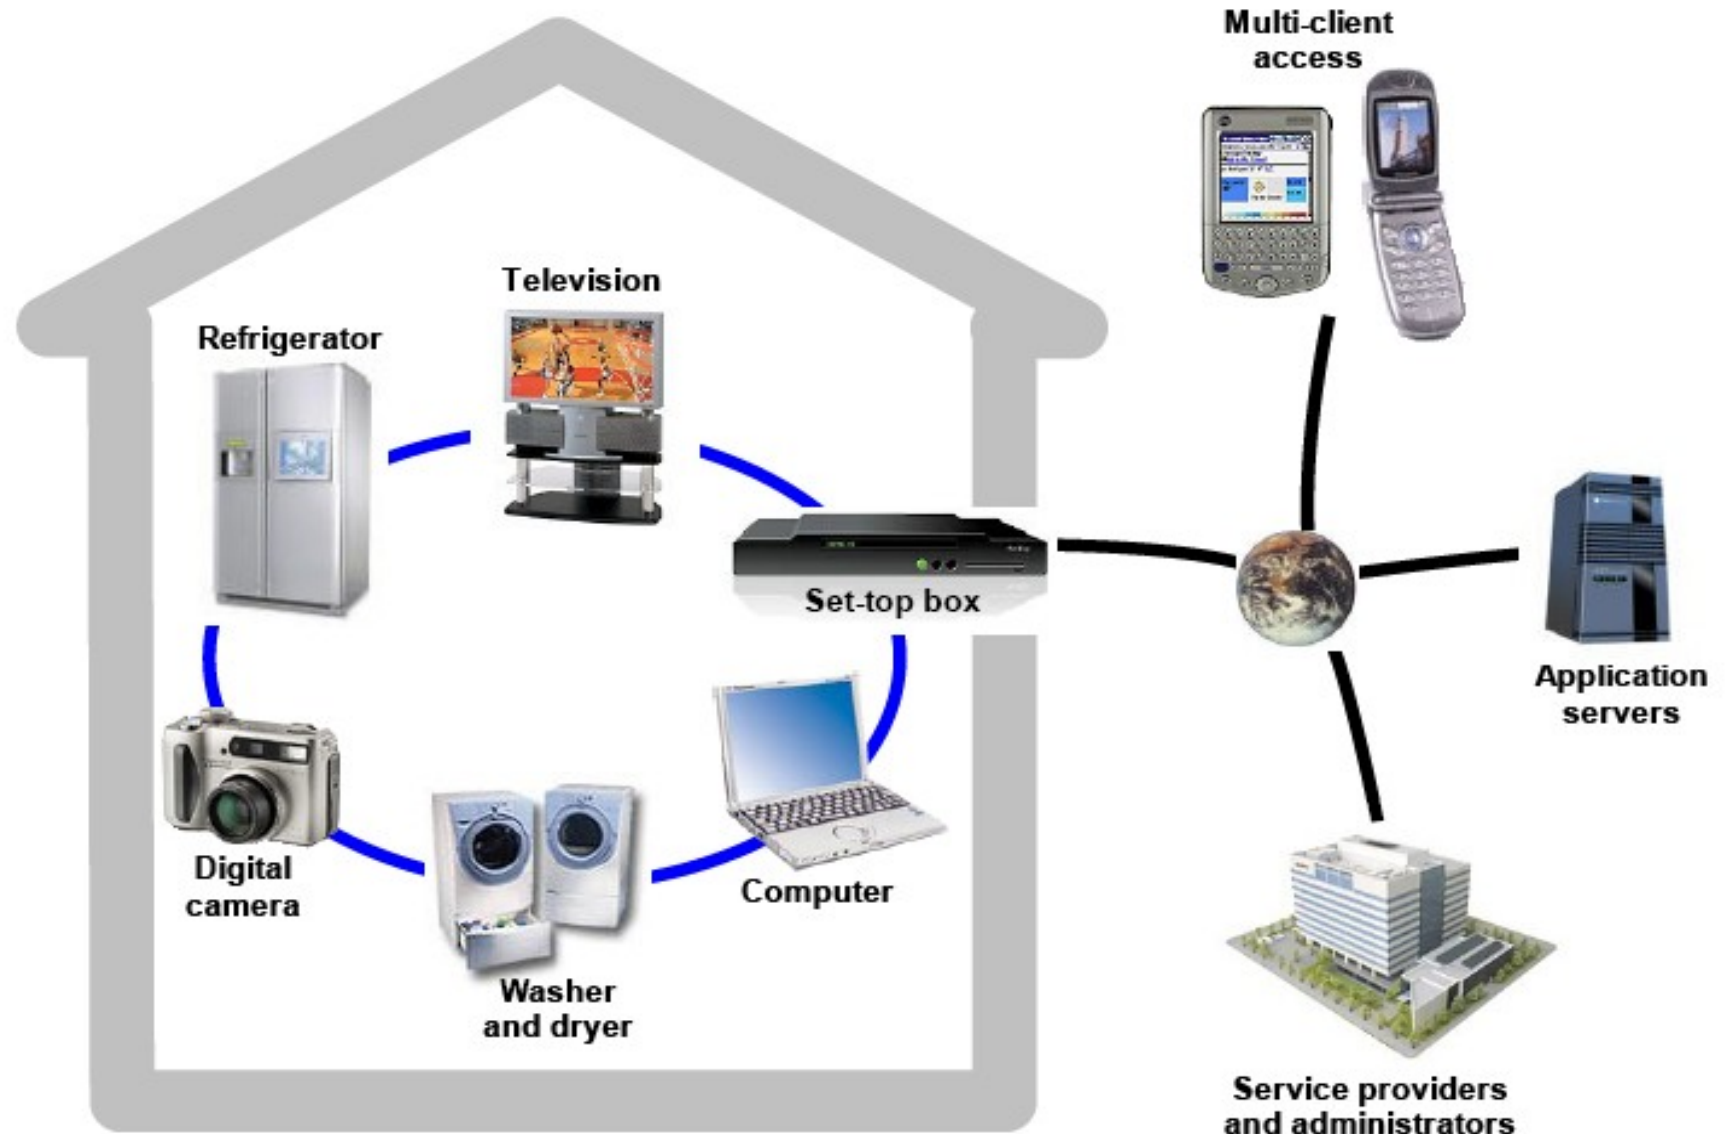 Multi-client
access
Television
Refrigerator
Set-top box
Application
servers
Digital
camera
Computer
Washer
and dryer
Service providers
and administrators